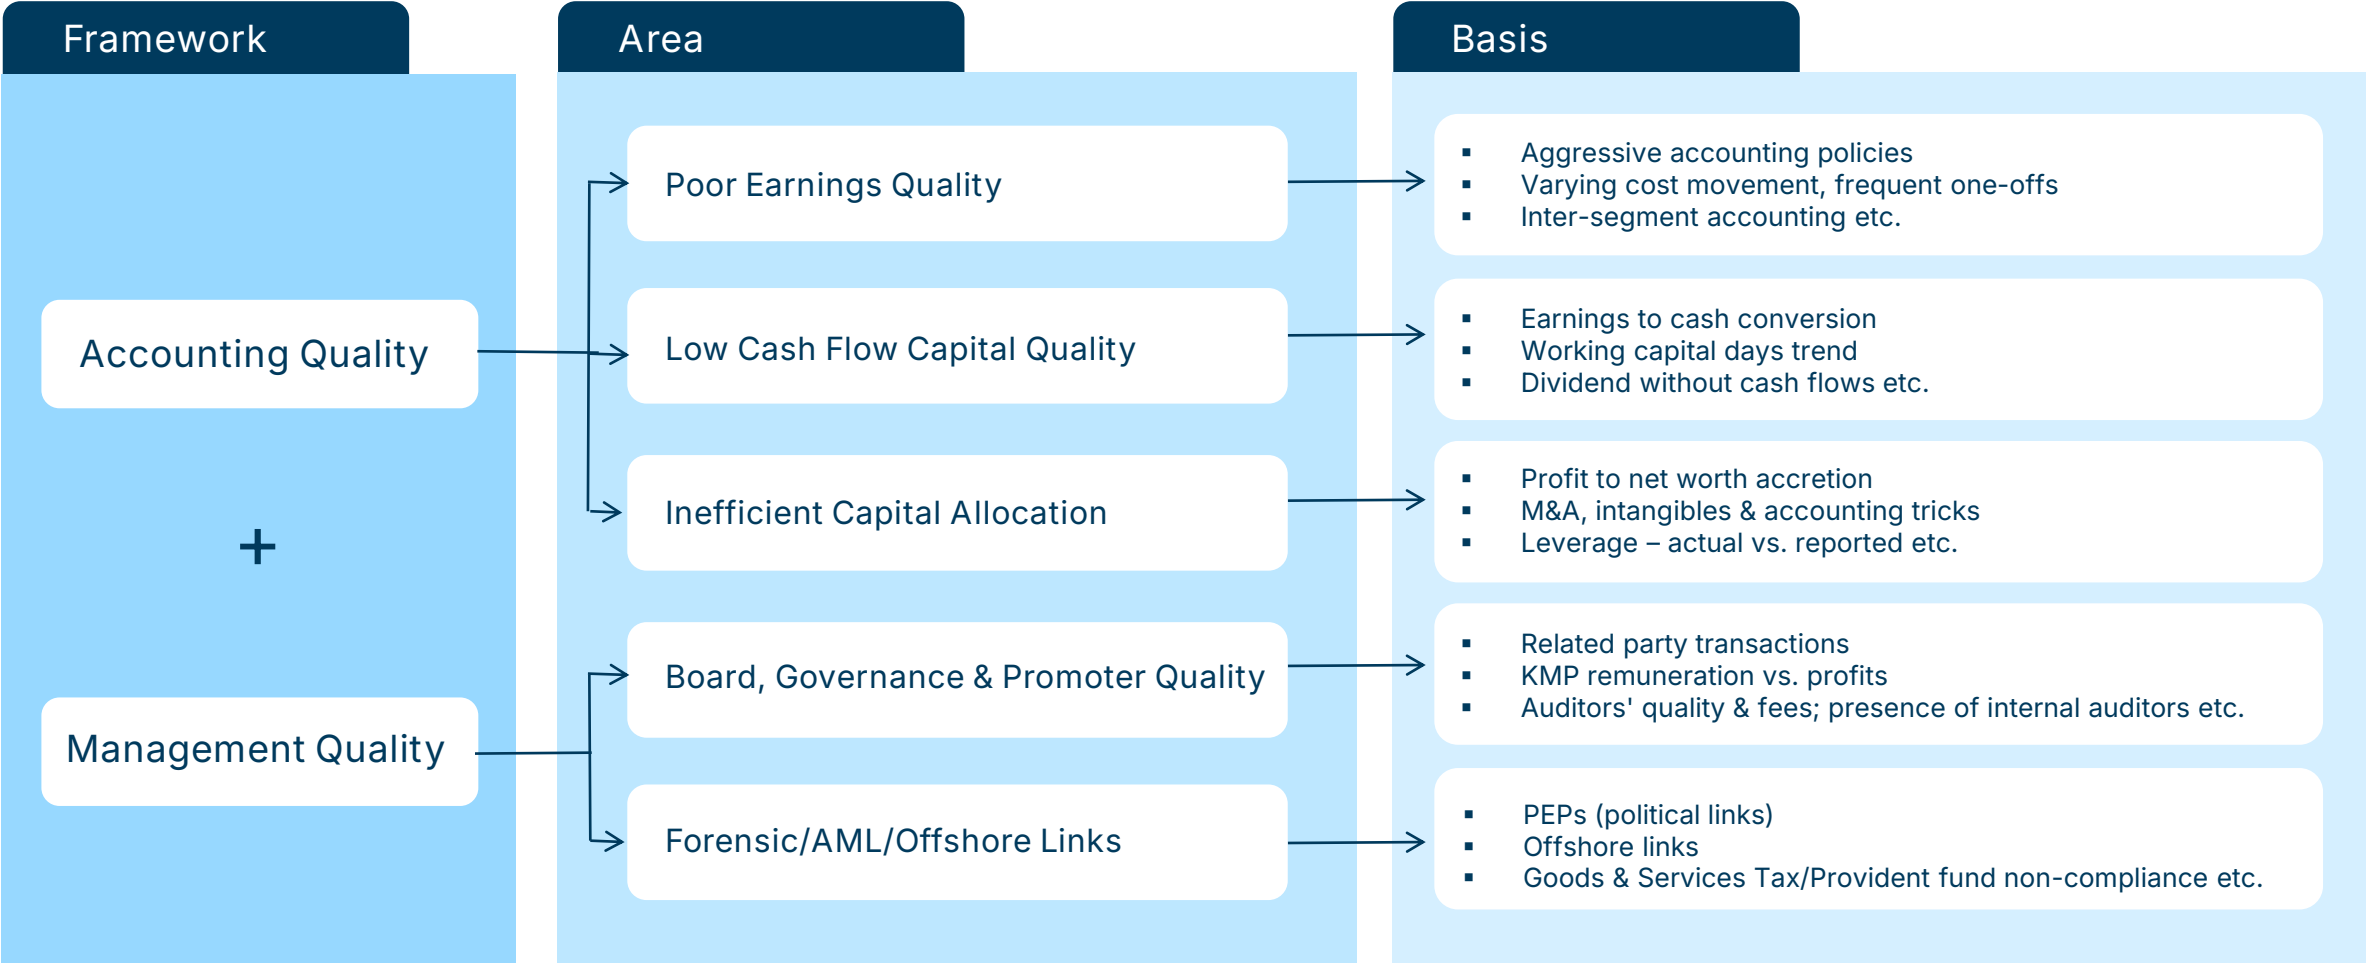 Framework
Area
Basis
Accounting Quality
+
Management Quality
Poor Earnings Quality
Low Cash Flow Capital Quality
Inefficient Capital Allocation
Board, Governance & Promoter Quality
Forensic/AML/Offshore Links
▪ Aggressive accounting policies
▪ Varying cost movement, frequent one-offs
▪ Inter-segment accounting etc.
▪ Earnings to cash conversion
▪ Working capital days trend
▪ Dividend without cash flows etc.
▪ Profit to net worth accretion
▪ M&A, intangibles & accounting tricks
▪ Leverage – actual vs. reported etc.
▪ Related party transactions
▪ KMP remuneration vs. profits
▪ Auditors' quality & fees; presence of internal auditors etc.
▪ PEPs (political links)
▪ Offshore links
▪ Goods & Services Tax/Provident fund non-compliance etc.